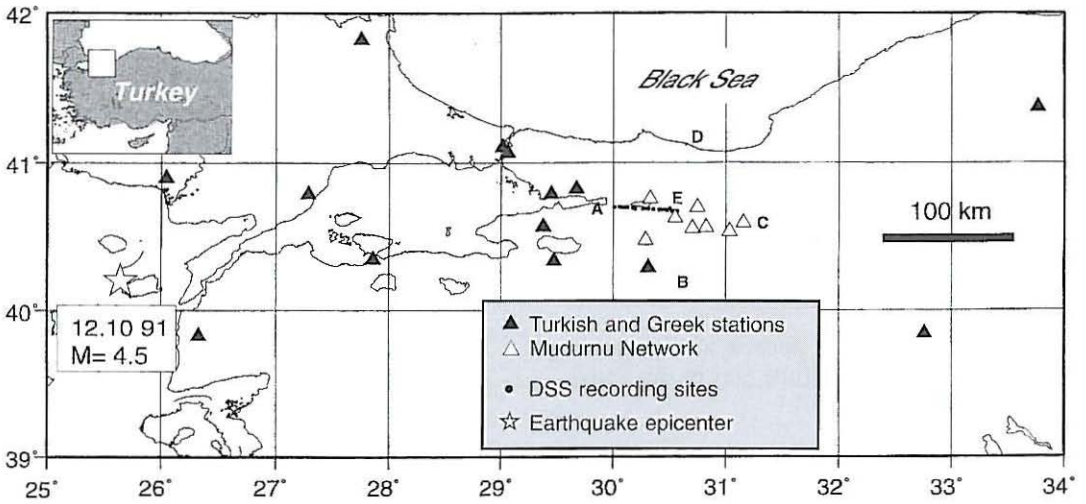 42°
41°
40°
39°
Turkey
Black Sea
D
A
E
C
B
100 km
12.10 91
M= 4.5
Turkish and Greek stations
Mudurnu Network
DSS recording sites
Earthquake epicenter
25° 26° 27° 28° 29° 30° 31° 32° 33° 34°